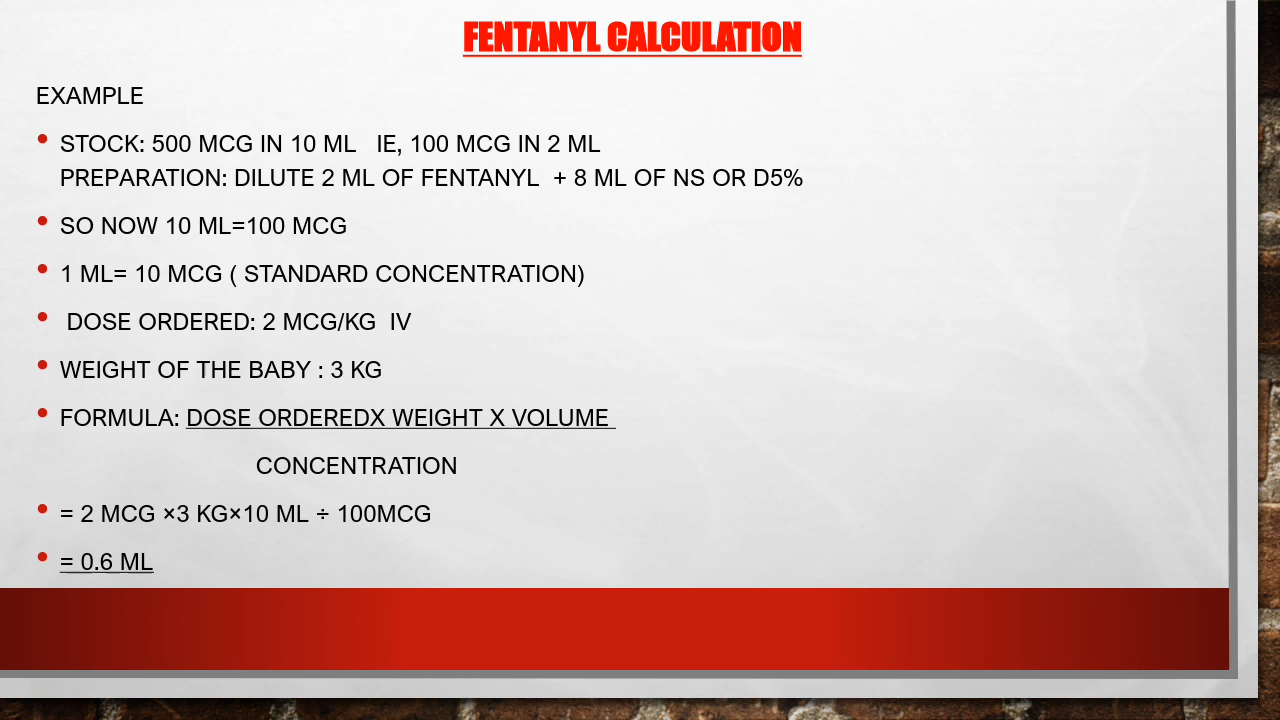 FENTANYL CALCULATION
EXAMPLE
• STOCK: 500 MCG IN 10 ML   IE, 100 MCG IN 2 ML
PREPARATION: DILUTE 2 ML OF FENTANYL  + 8 ML OF NS OR D5%
• SO NOW 10 ML=100 MCG
• 1 ML= 10 MCG ( STANDARD CONCENTRATION)
• DOSE ORDERED: 2 MCG/KG  IV
• WEIGHT OF THE BABY : 3 KG
• FORMULA: DOSE ORDEREDX WEIGHT X VOLUME
CONCENTRATION
• = 2 MCG ×3 KG×10 ML ÷ 100MCG
• = 0.6 ML